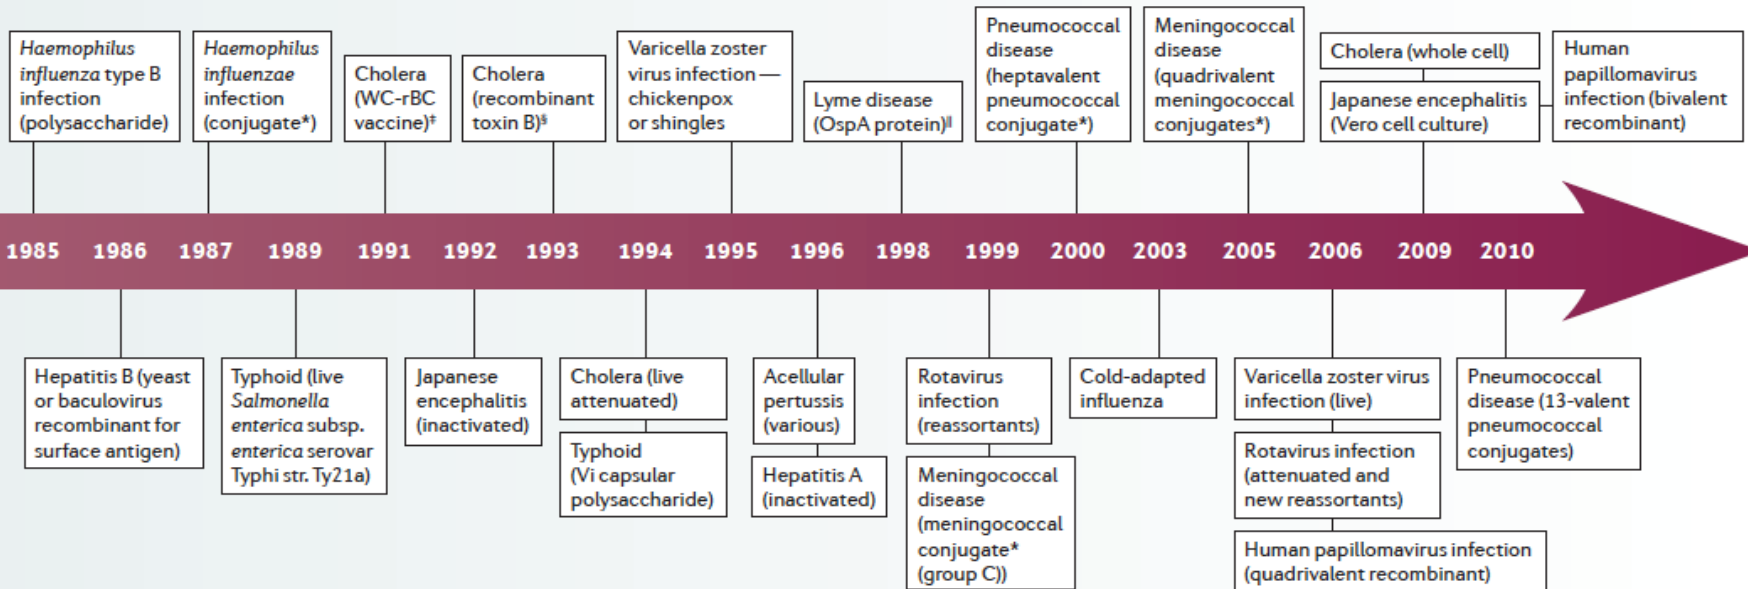 Haemophilus
influenza type B
infection
(polysaccharide)
Haemophilus
influenzae
infection
(conjugate*)
Cholera
(WC-rBC
vaccine)‡
Cholera
(recombinant
toxin B)§
Varicella zoster
virus infection —
chickenpox
or shingles
Lyme disease
(OspA protein)||
Pneumococcal
disease
(heptavalent
pneumococcal
conjugate*)
Meningococcal
disease
(quadrivalent
meningococcal
conjugates*)
Cholera (whole cell)
Japanese encephalitis
(Vero cell culture)
Human
papillomavirus
infection (bivalent
recombinant)
1985 1986 1987 1989 1991 1992 1993 1994 1995 1996 1998 1999 2000 2003 2005 2006 2009 2010
Hepatitis B (yeast
or baculovirus
recombinant for
surface antigen)
Typhoid (live
Salmonella
enterica subsp.
enterica serovar
Typhi str. Ty21a)
Japanese
encephalitis
(inactivated)
Cholera (live
attenuated)
Typhoid
(Vi capsular
polysaccharide)
Acellular
pertussis
(various)
Hepatitis A
(inactivated)
Rotavirus
infection
(reassortants)
Meningococcal
disease
(meningococcal
conjugate*
(group C))
Cold-adapted
influenza
Varicella zoster virus
infection (live)
Rotavirus infection
(attenuated and
new reassortants)
Human papillomavirus infection
(quadrivalent recombinant)
Pneumococcal
disease (13-valent
pneumococcal
conjugates)